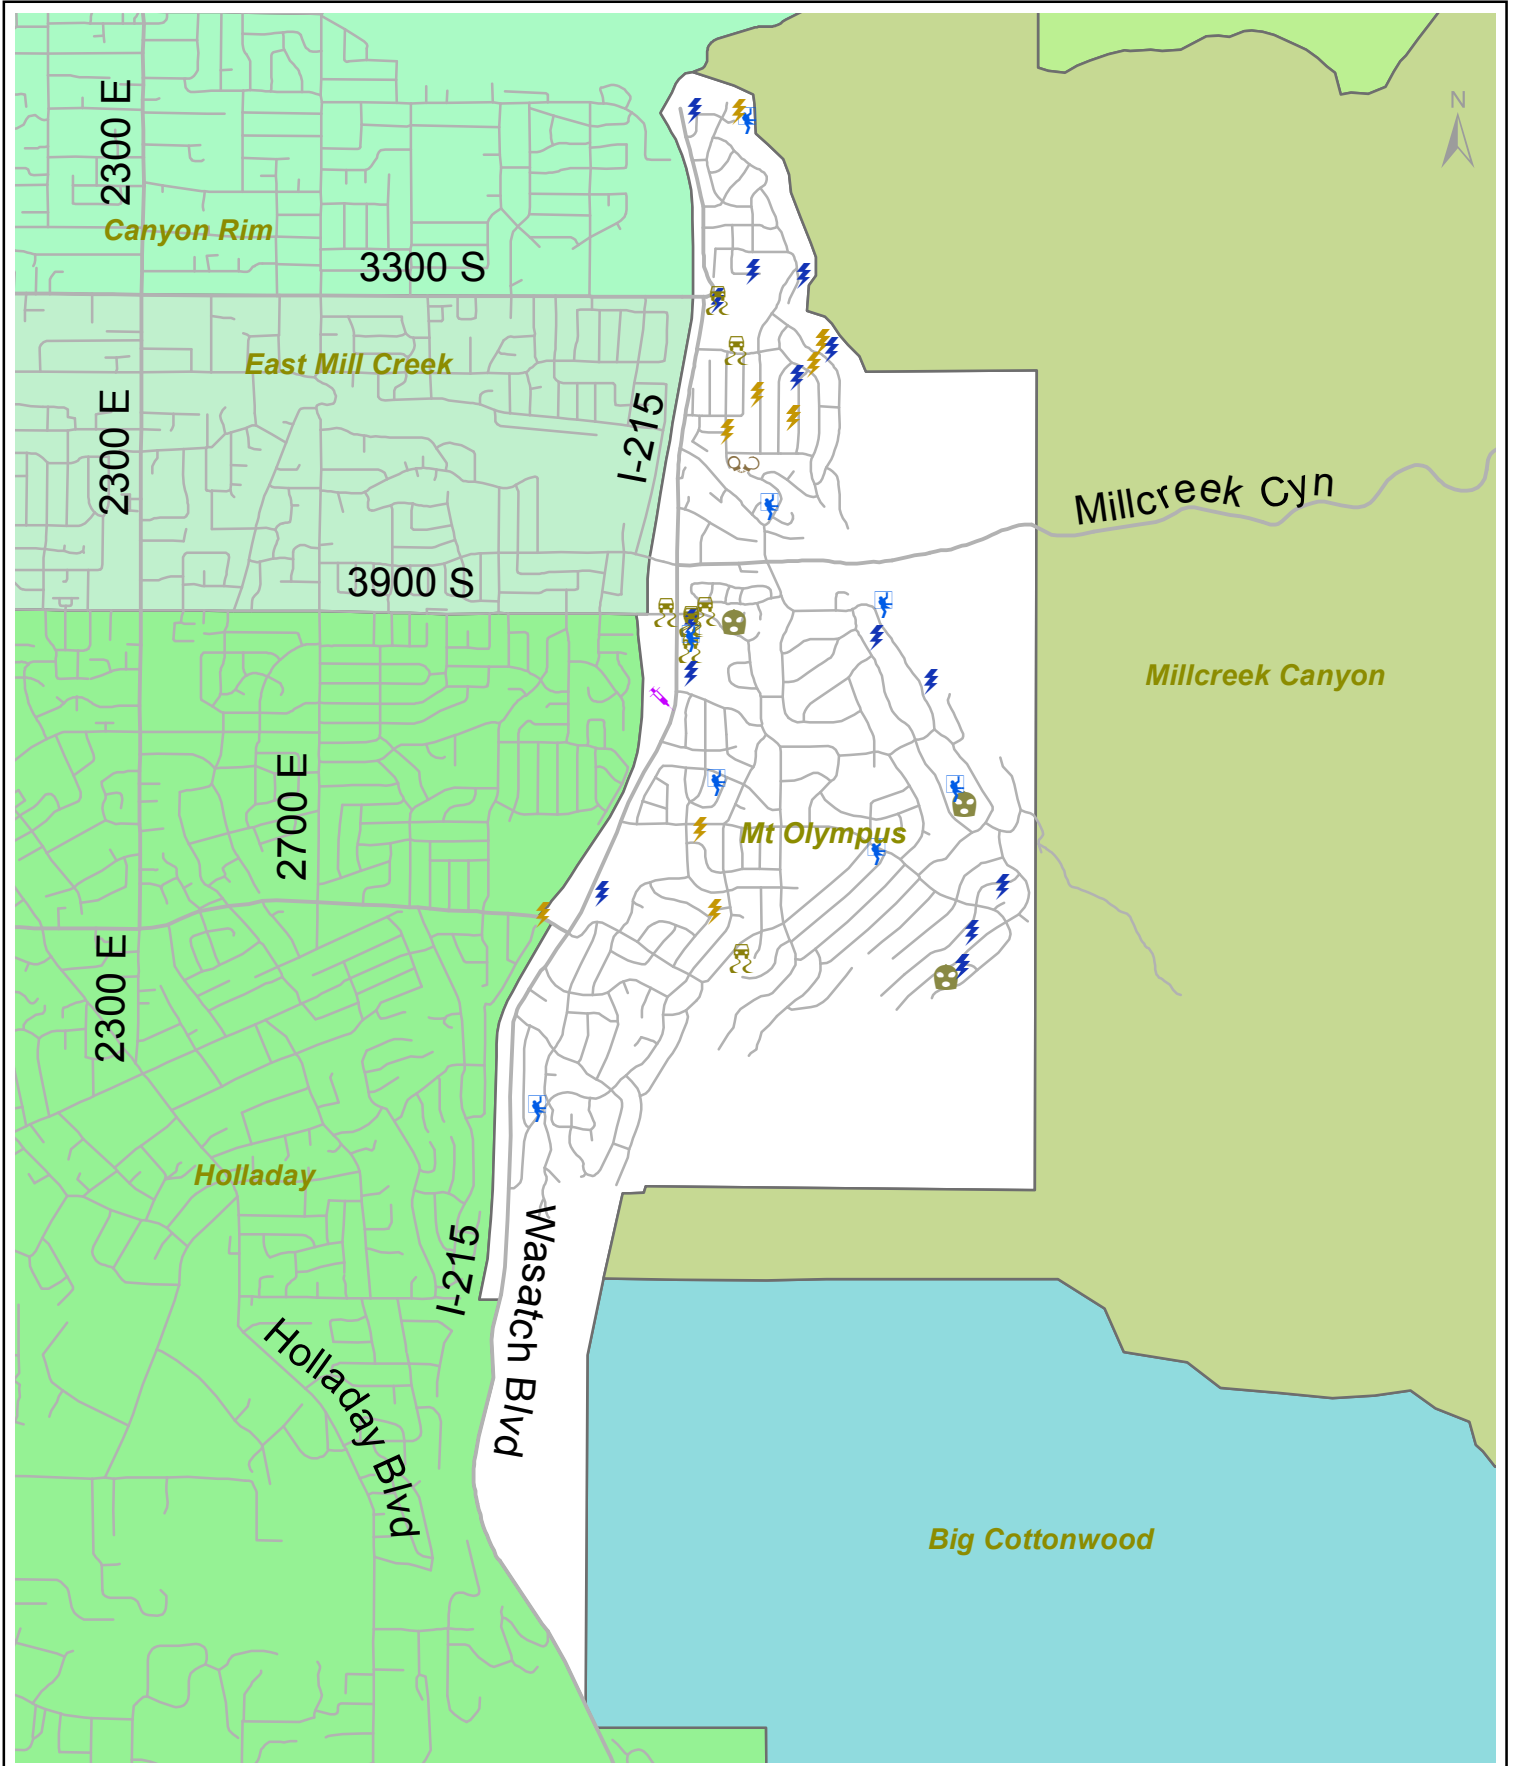 N
2300 E
Canyon Rim
3300 S
East Mill Creek
2300 E
I-215
Millcreek Cyn
3900 S
Millcreek Canyon
2700 E
Mt Olympus
2300 E
Holladay
I-215
Wasatch Blvd
Holladay Blvd
Big Cottonwood